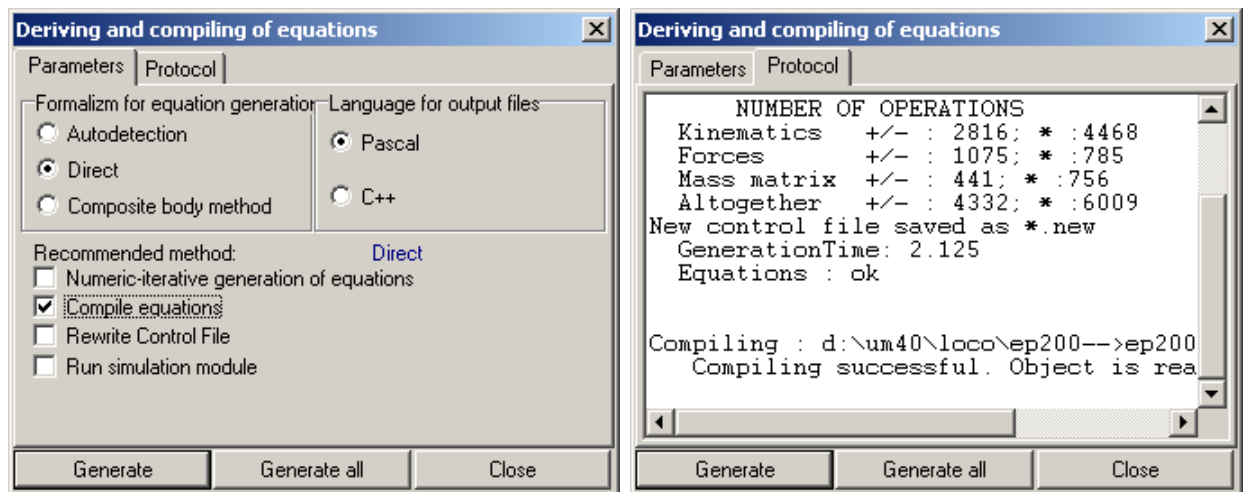 Deriving and compiling of equations
Parameters Protocol
Formalizm for equation generation Language for output files
Autodetection
Pascal
Direct
C++
Composite body method
Recommended method: Direct
Numeric-iterative generation of equations
Compile equations
Rewrite Control File
Run simulation module
Generate Generate all Close
Deriving and compiling of equations
Parameters Protocol
NUMBER OF OPERATIONS
Kinematics +/- : 2816; * :4468
Forces +/- : 1075; * :785
Mass matrix +/- : 441; * :756
Altogether +/- : 4332; * :6009
New control file saved as *.new
GenerationTime: 2.125
Equations : ok
Compiling : d:\um40\loco\ep200-->ep200
Compiling successful. Object is rea
Generate Generate all Close